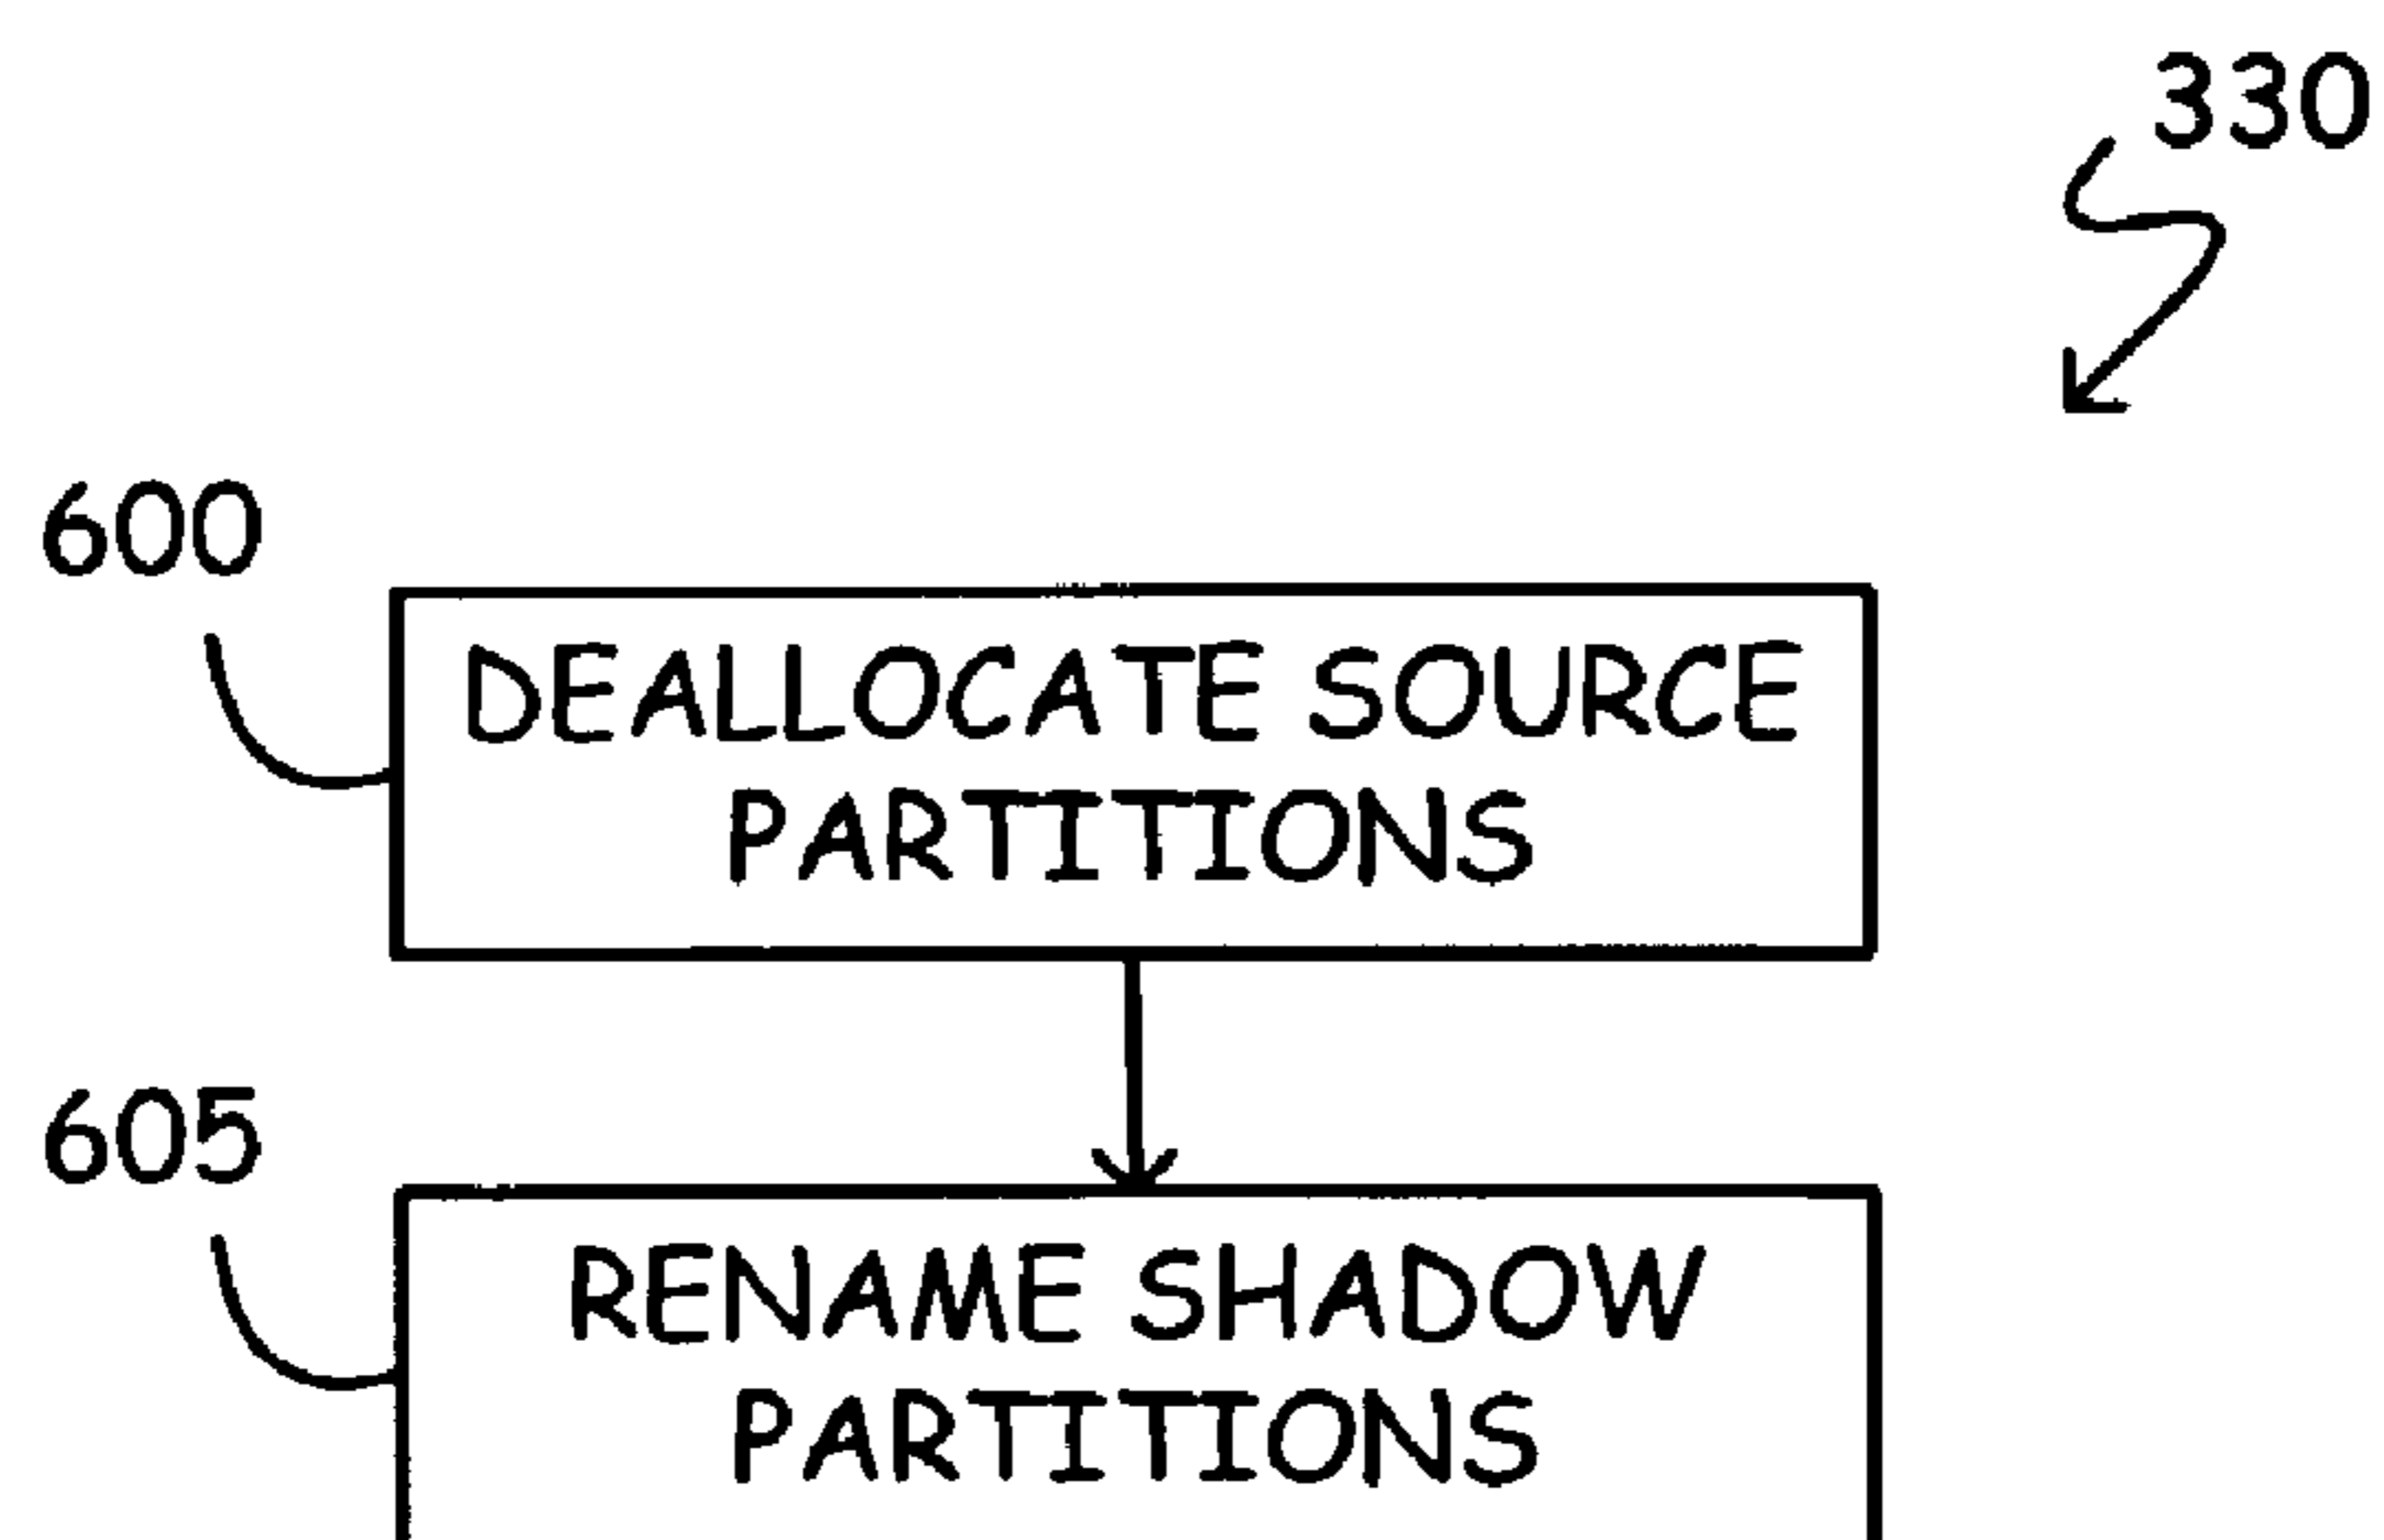 330
600
DEALLOCATE SOURCE
PARTITIONS
605
RENAME SHADOW
PARTITIONS